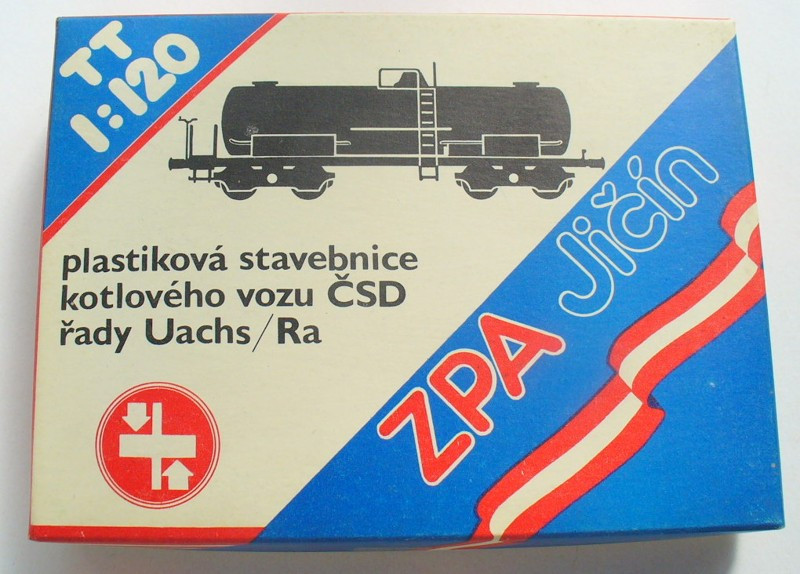 TT
1:120
plastiková stavebnice
kotlového vozu ČSD
řady Uachs/Ra
ZPA Jičín